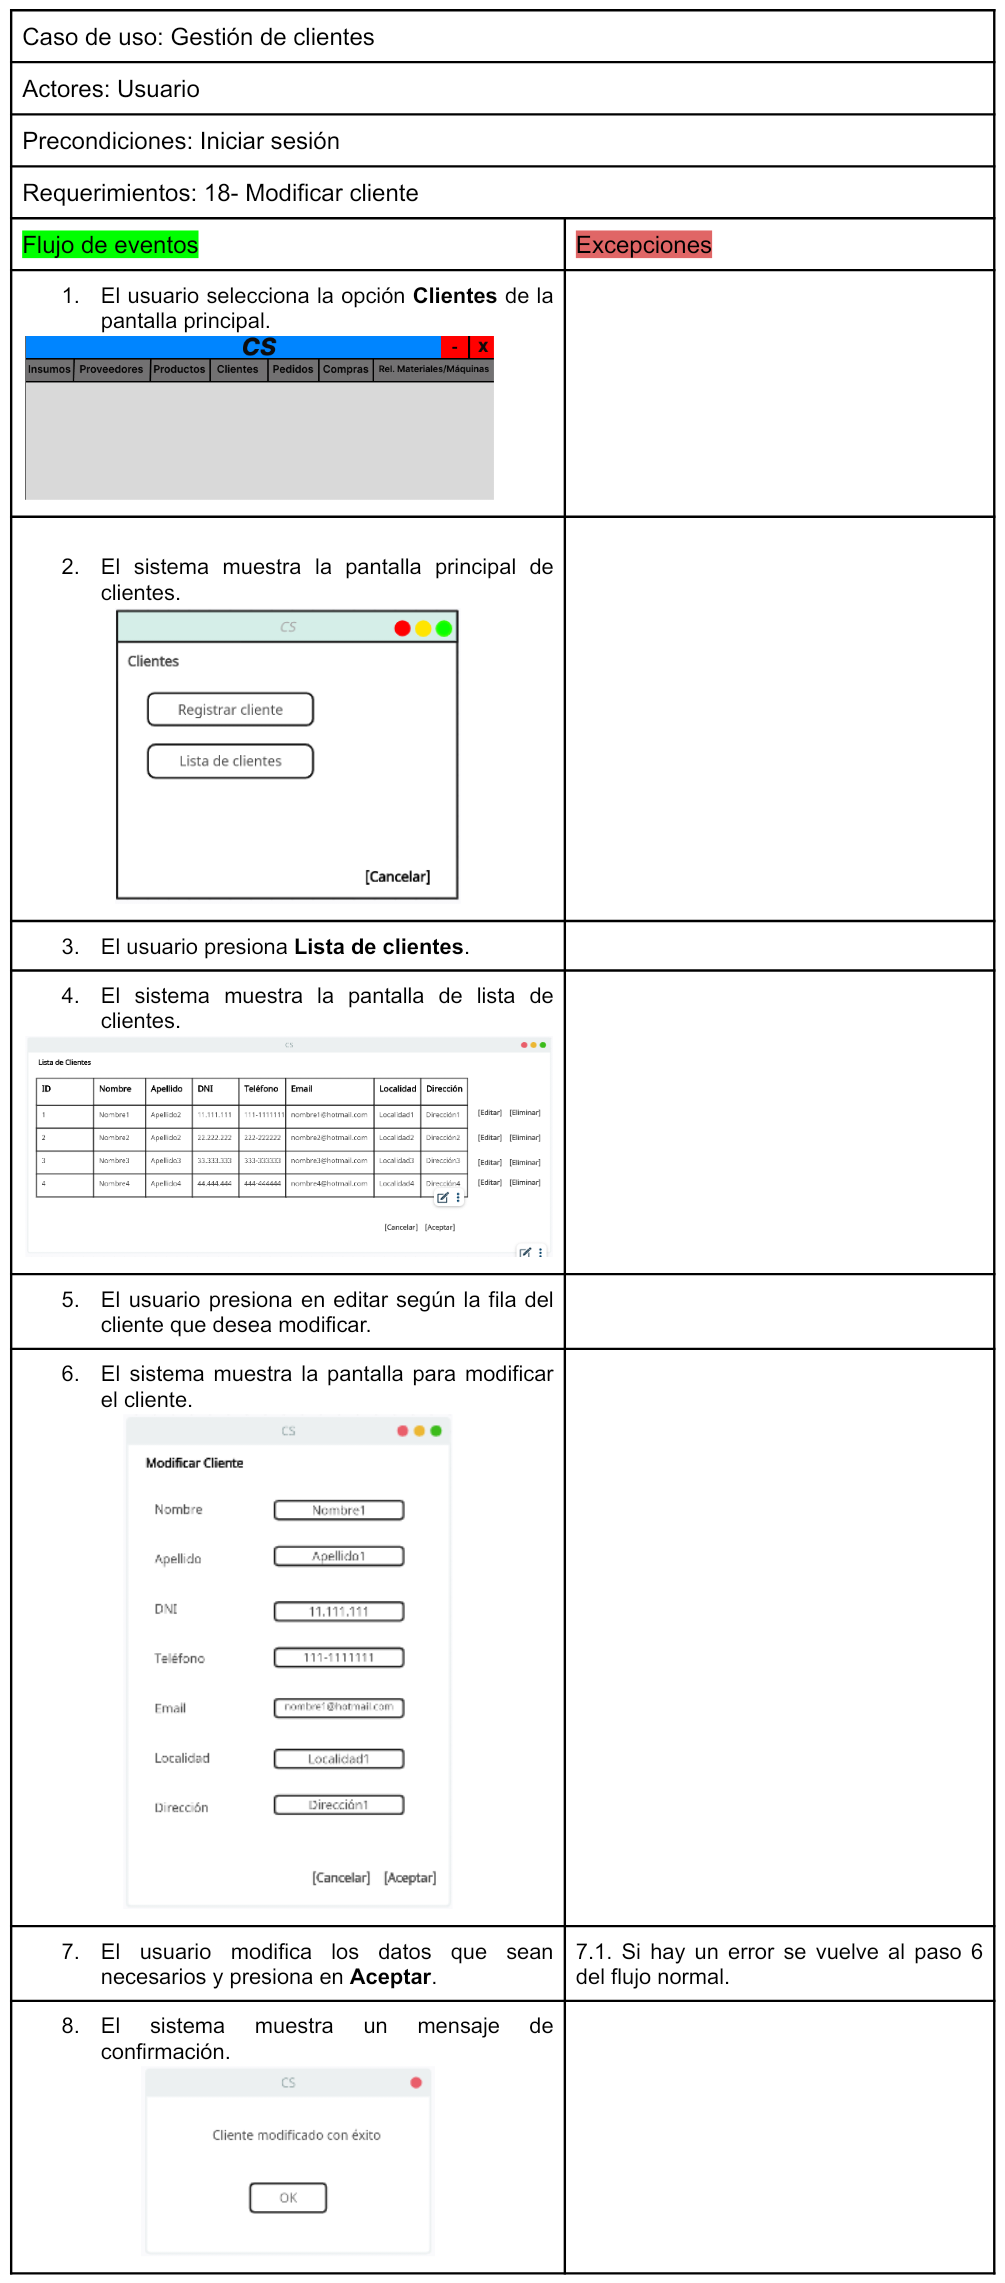 Caso de uso: Gestión de clientes
Actores: Usuario
Precondiciones: Iniciar sesión
Requerimientos: 18- Modificar cliente
Flujo de eventos
Excepciones
1. El usuario selecciona la opción Clientes de la
pantalla principal.
CS
- X
Insumos Proveedores Productos Clientes Pedidos Compras Rel. Materiales/Máquinas
2. El sistema muestra la pantalla principal de
clientes.
CS
Clientes
Registrar cliente
Lista de clientes
[Cancelar]
3. El usuario presiona Lista de clientes.
4. El sistema muestra la pantalla de lista de
clientes.
CS
Lista de Clientes
ID Nombre Apellido DNI Teléfono Email Localidad Dirección
1 Nombre1 Apellido2 11.111.111 111-1111111 nombre1@hotmail.com Localidad1 Dirección1 [Editar] [Eliminar]
2 Nombre2 Apellido2 22.222.222 222-222222 nombre2@hotmail.com Localidad2 Dirección2 [Editar] [Eliminar]
3 Nombre3 Apellido3 33.333.333 333-333333 nombre3@hotmail.com Localidad3 Dirección3 [Editar] [Eliminar]
4 Nombre4 Apellido4 44.444.444 444-444444 nombre4@hotmail.com Localidad4 Dirección4 [Editar] [Eliminar]
[Cancelar] [Aceptar]
5. El usuario presiona en editar según la fila del
cliente que desea modificar.
6. El sistema muestra la pantalla para modificar
el cliente.
CS
Modificar Cliente
Nombre Nombre1
Apellido Apellido1
DNI 11.111.111
Teléfono 111-1111111
Email nombre1@hotmail.com
Localidad Localidad1
Dirección Dirección1
[Cancelar] [Aceptar]
7. El usuario modifica los datos que sean
necesarios y presiona en Aceptar.
7.1. Si hay un error se vuelve al paso 6
del flujo normal.
8. El sistema muestra un mensaje de
confirmación.
CS
Cliente modificado con éxito
OK